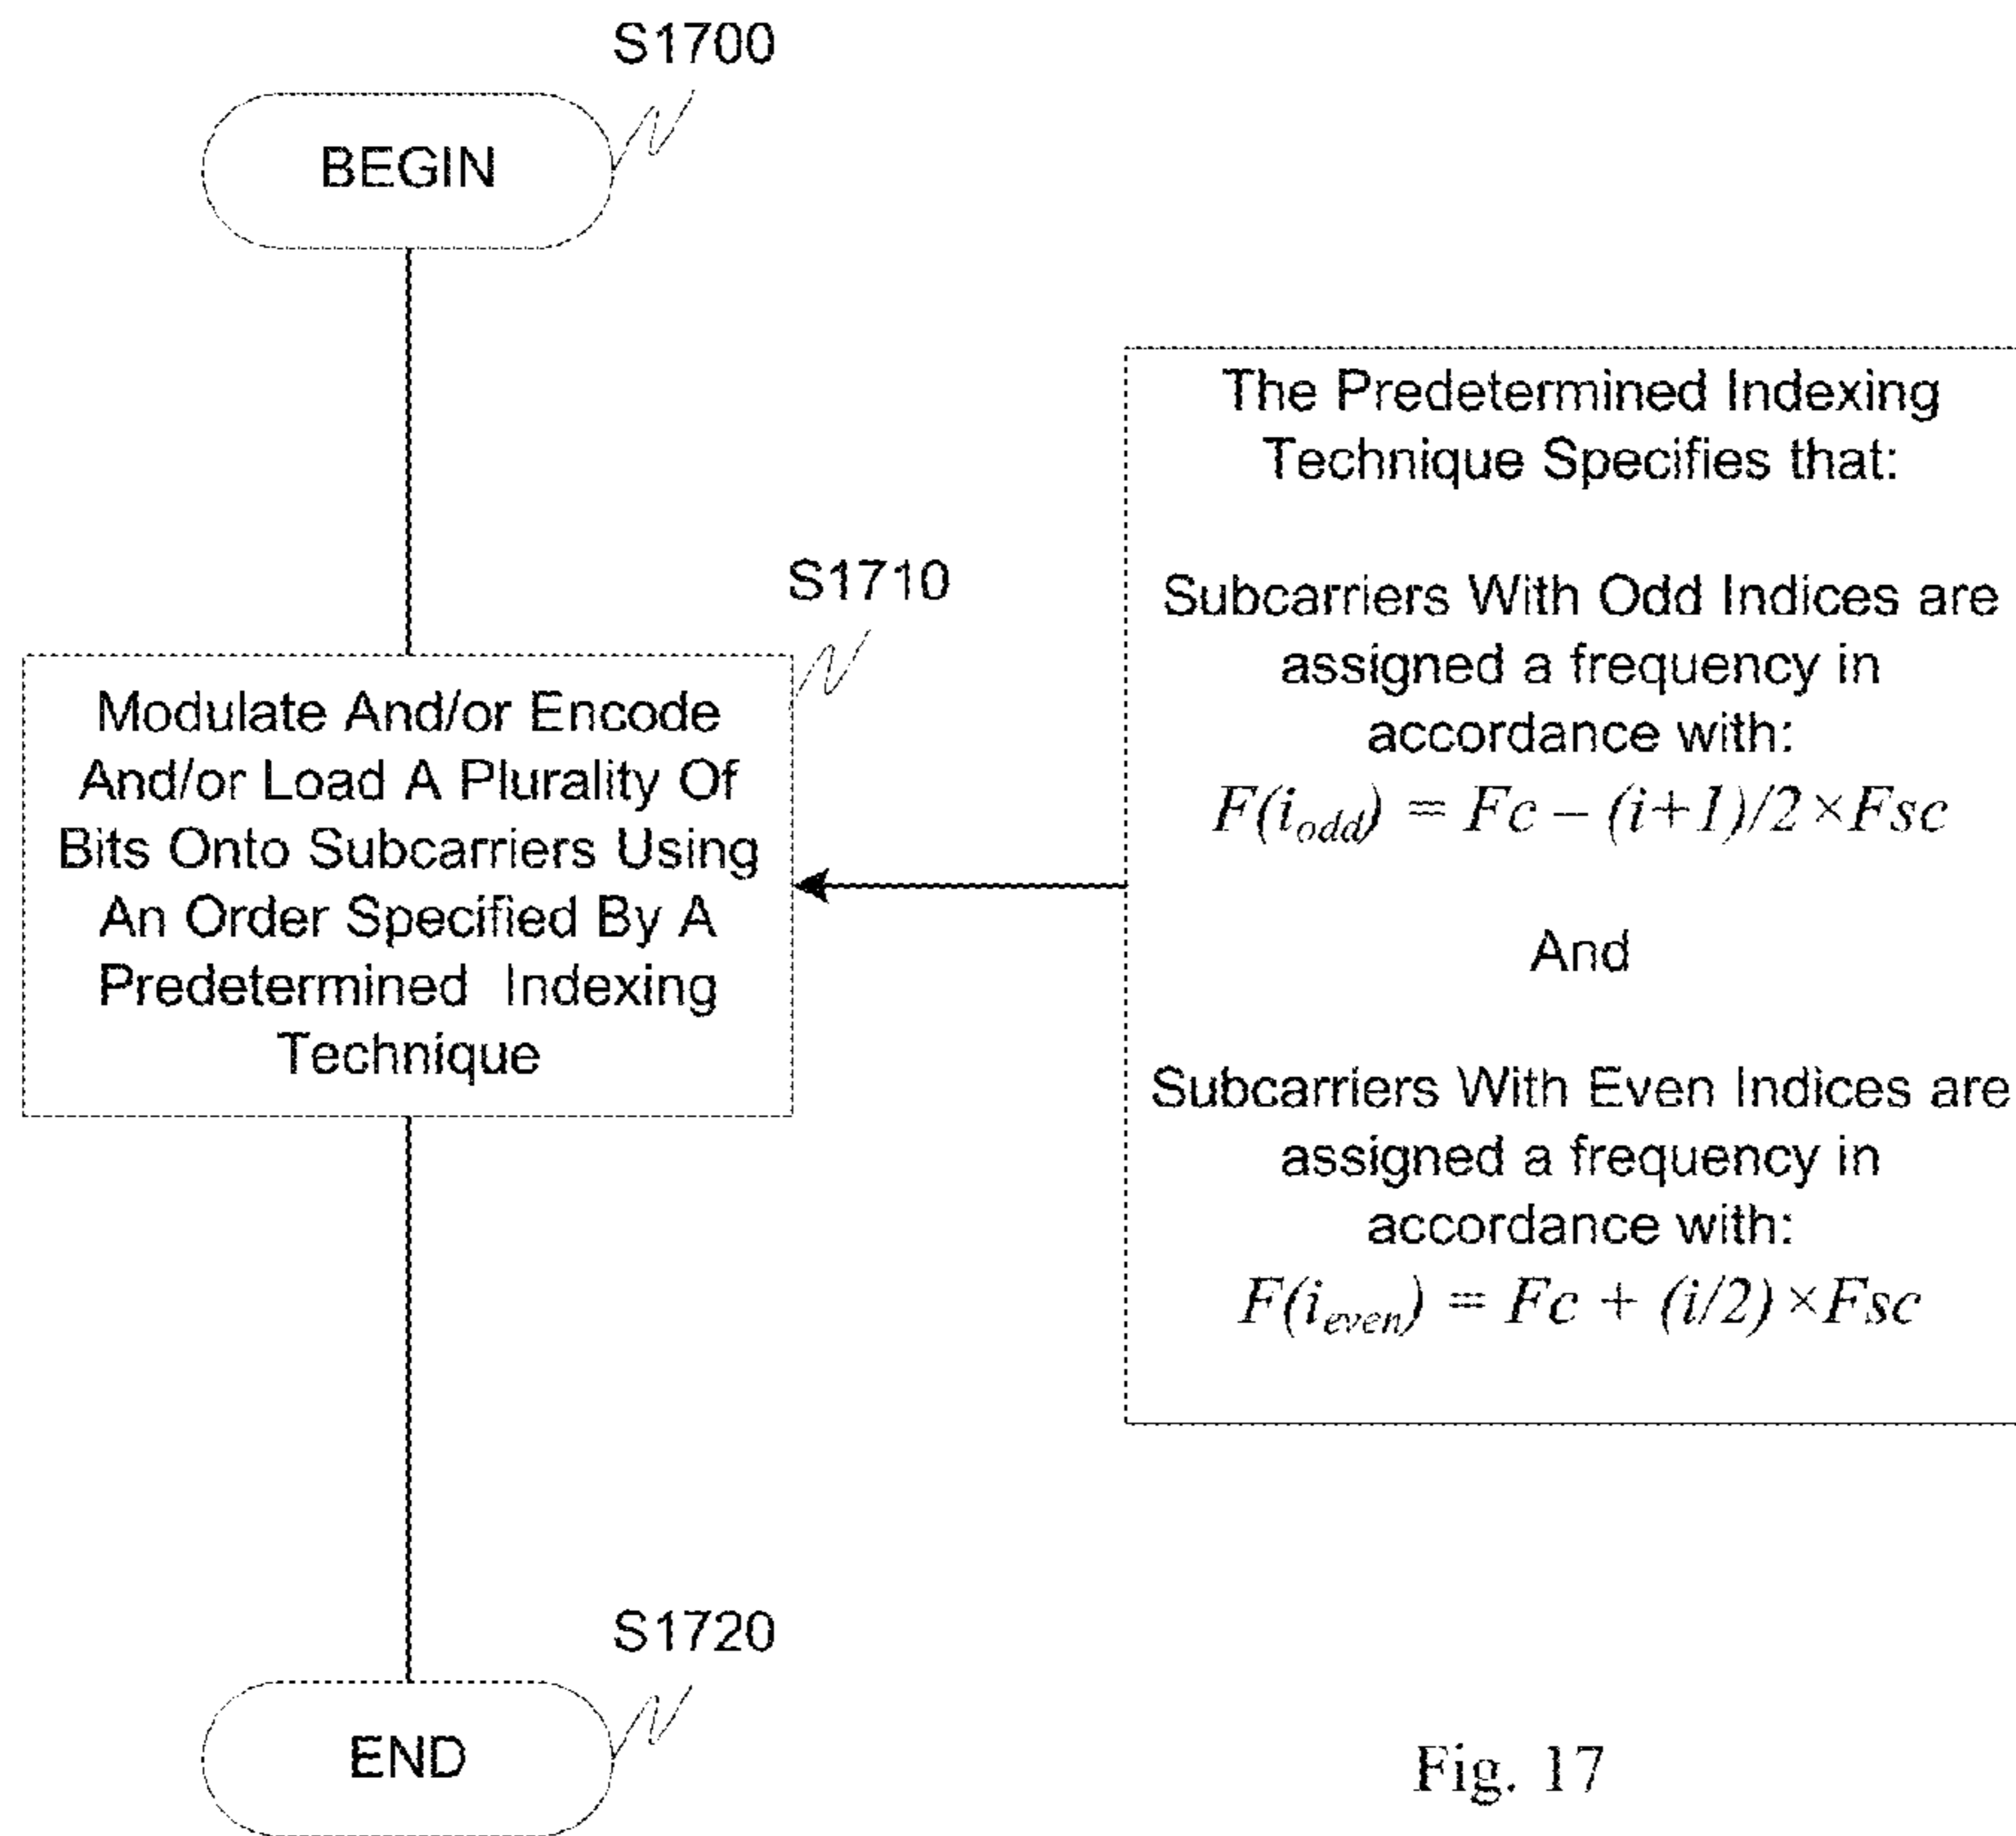 S1700
BEGIN
S1710
Modulate And/or Encode
And/or Load A Plurality Of
Bits Onto Subcarriers Using
An Order Specified By A
Predetermined Indexing
Technique
The Predetermined Indexing
Technique Specifies that:
Subcarriers With Odd Indices are
assigned a frequency in
accordance with:
F(i_odd) = Fc – (i+1)/2×Fsc
And
Subcarriers With Even Indices are
assigned a frequency in
accordance with:
F(i_even) = Fc + (i/2)×Fsc
S1720
END
Fig. 17